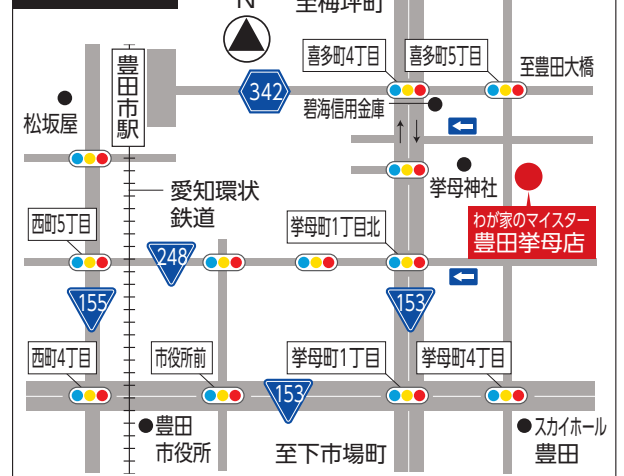 N
至梅坪町
喜多町4丁目
喜多町5丁目
至豊田大橋
豊田市駅
342
松坂屋
碧海信用金庫
挙母神社
愛知環状
鉄道
わが家のマイスター
豊田挙母店
西町5丁目
挙母町1丁目北
248
155
153
西町4丁目
市役所前
挙母町1丁目
挙母町4丁目
153
豊田
市役所
至下市場町
スカイホール
豊田